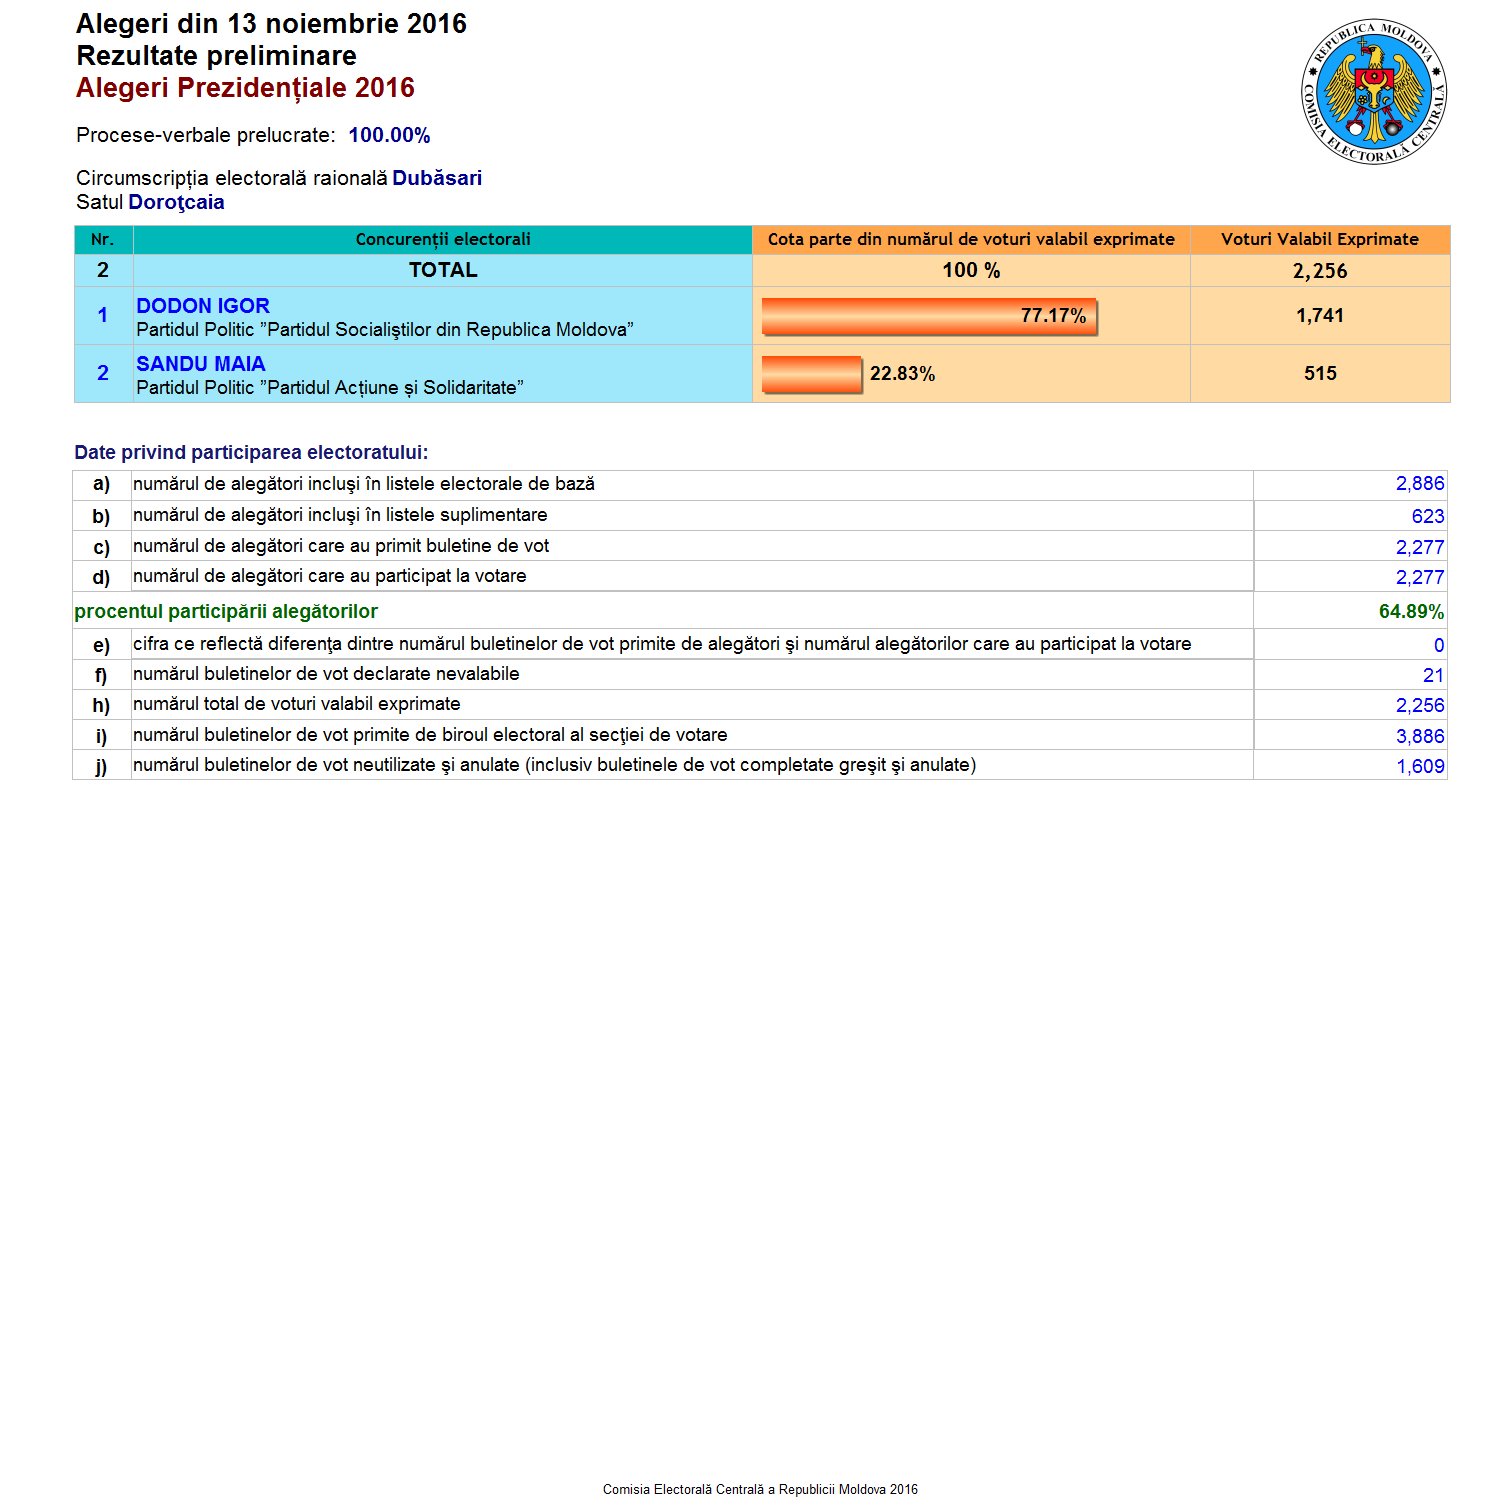 Alegeri din 13 noiembrie 2016
Rezultate preliminare
Alegeri Prezidențiale 2016
REPUBLICA MOLDOVA
COMISIA ELECTORALĂ CENTRALĂ
Procese-verbale prelucrate: 100.00%
Circumscripția electorală raională Dubăsari
Satul Doroţcaia
Nr. Concurenții electorali Cota parte din numărul de voturi valabil exprimate Voturi Valabil Exprimate
2 TOTAL 100 % 2,256
1 DODON IGOR 77.17% 1,741
Partidul Politic ”Partidul Socialiştilor din Republica Moldova”
2 SANDU MAIA 22.83% 515
Partidul Politic ”Partidul Acțiune și Solidaritate”
Date privind participarea electoratului:
a) numărul de alegători incluşi în listele electorale de bază 2,886
b) numărul de alegători incluşi în listele suplimentare 623
c) numărul de alegători care au primit buletine de vot 2,277
d) numărul de alegători care au participat la votare 2,277
procentul participării alegătorilor 64.89%
e) cifra ce reflectă diferenţa dintre numărul buletinelor de vot primite de alegători şi numărul alegătorilor care au participat la votare 0
f) numărul buletinelor de vot declarate nevalabile 21
h) numărul total de voturi valabil exprimate 2,256
i) numărul buletinelor de vot primite de biroul electoral al secţiei de votare 3,886
j) numărul buletinelor de vot neutilizate şi anulate (inclusiv buletinele de vot completate greşit şi anulate) 1,609
Comisia Electorală Centrală a Republicii Moldova 2016